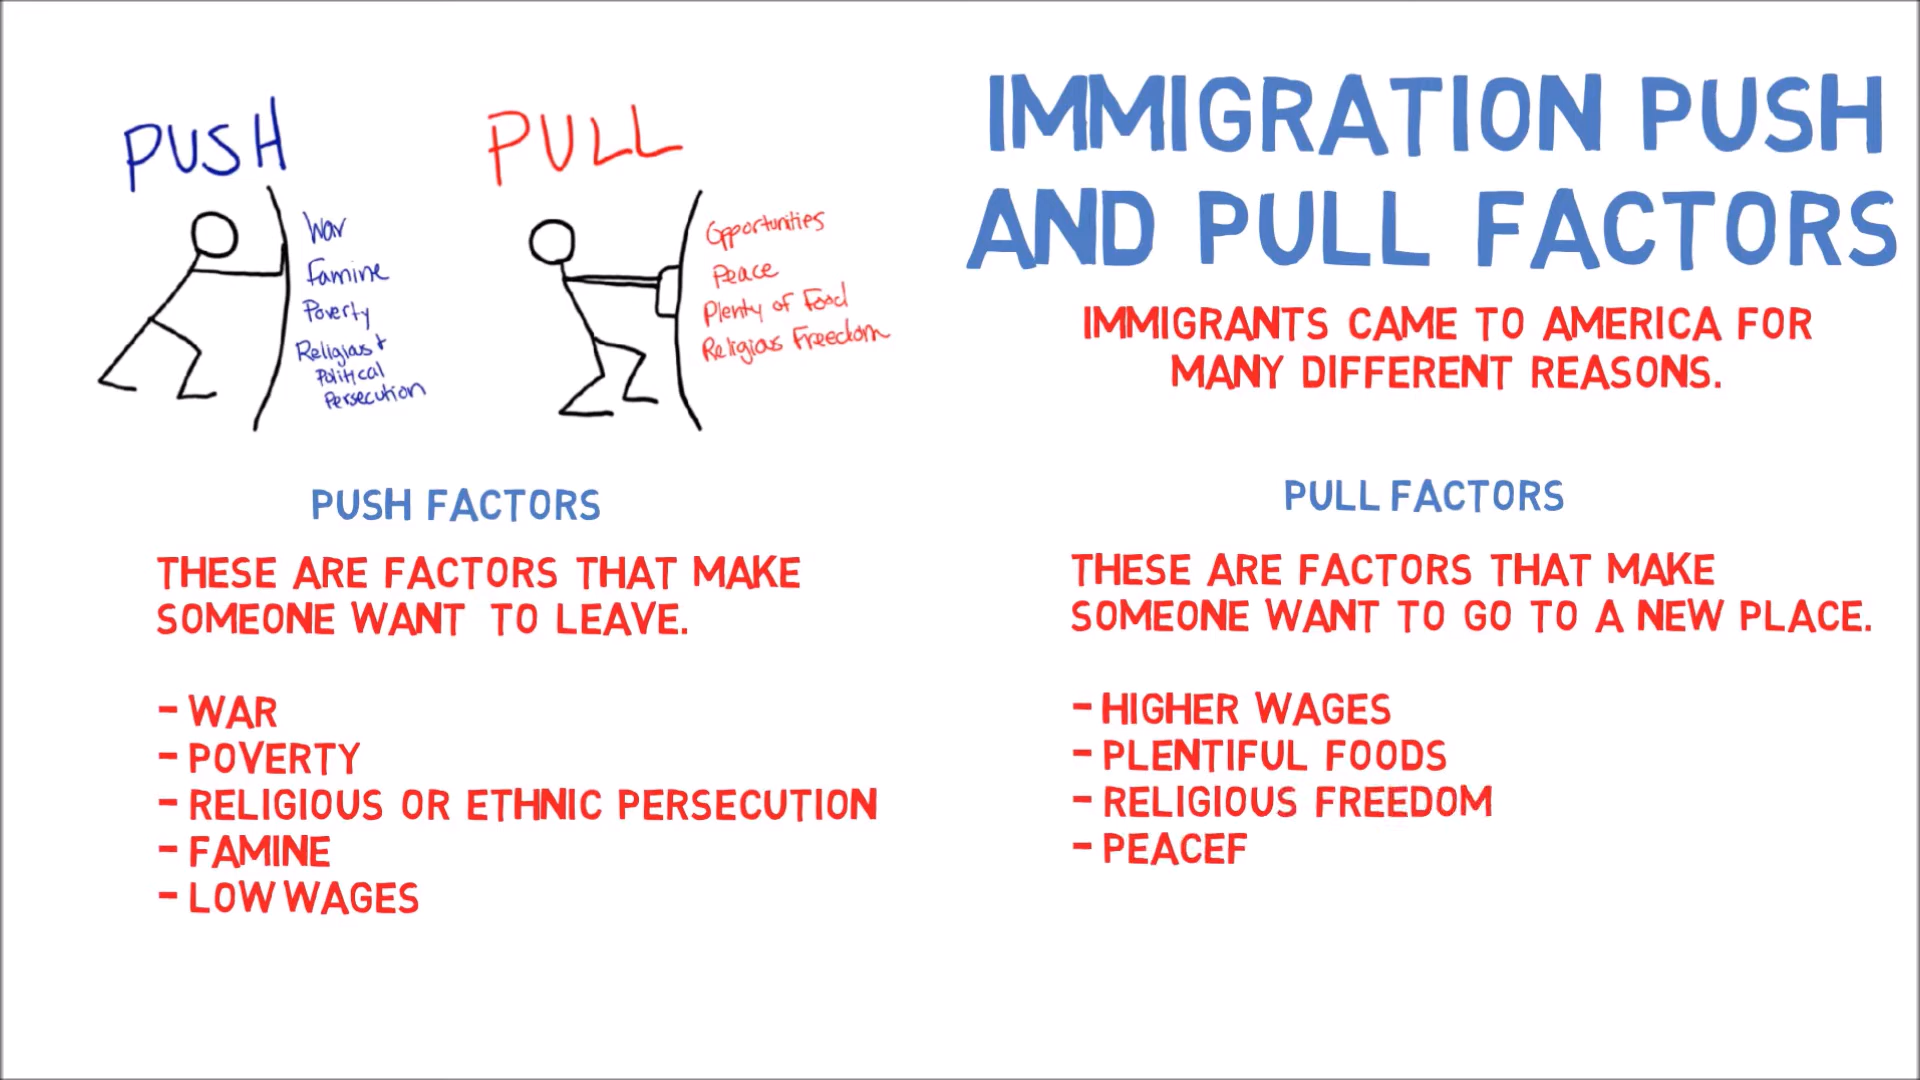 PUSH
War
Famine
Poverty
Religious +
Political
Persecution
PULL
Opportunities
Peace
Plenty of Food
Religious Freedom
IMMIGRATION PUSH
AND PULL FACTORS
IMMIGRANTS CAME TO AMERICA FOR
MANY DIFFERENT REASONS.
PUSH FACTORS
THESE ARE FACTORS THAT MAKE
SOMEONE WANT TO LEAVE.
- WAR
- POVERTY
- RELIGIOUS OR ETHNIC PERSECUTION
- FAMINE
- LOW WAGES
PULL FACTORS
THESE ARE FACTORS THAT MAKE
SOMEONE WANT TO GO TO A NEW PLACE.
- HIGHER WAGES
- PLENTIFUL FOODS
- RELIGIOUS FREEDOM
- PEACEF